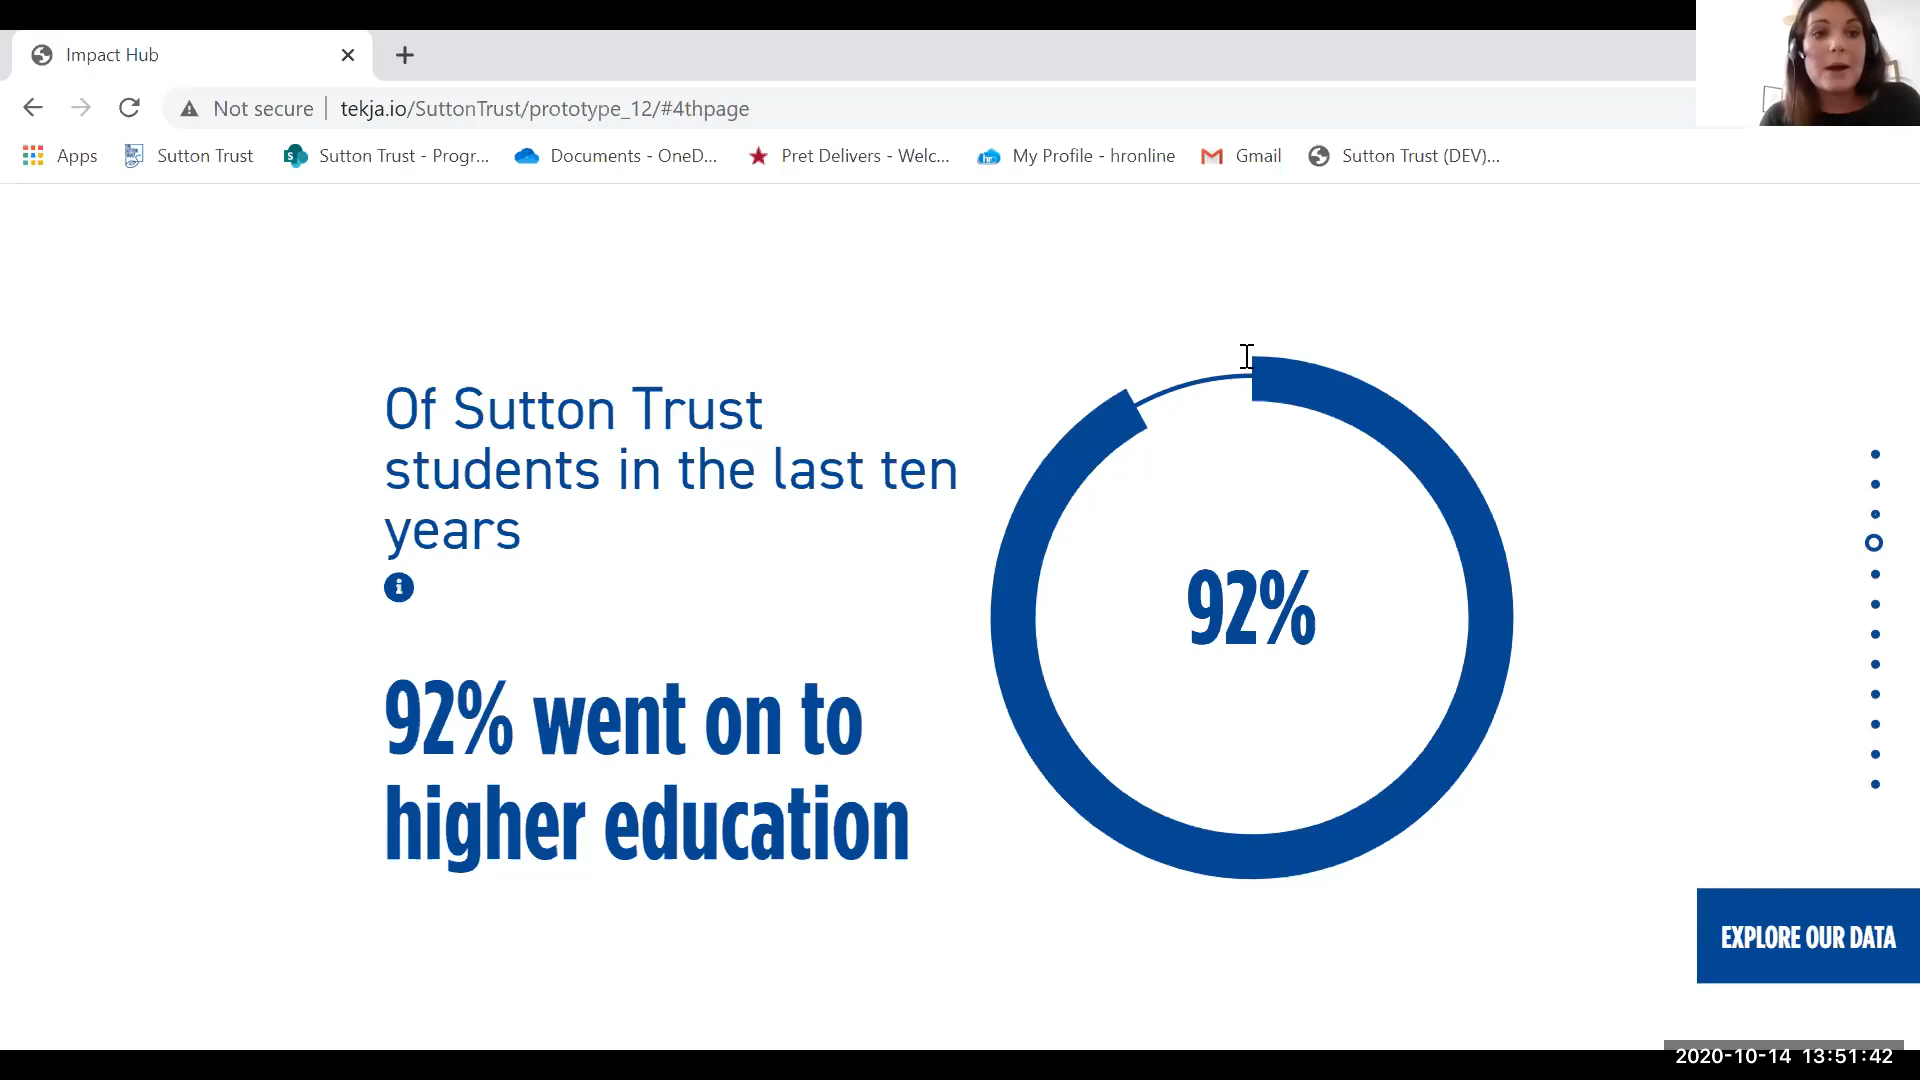 Impact Hub
Not secure tekja.io/SuttonTrust/prototype_12/#4thpage
Apps Sutton Trust Sutton Trust - Progr... Documents - OneD... Pret Delivers - Welc... My Profile - hronline Gmail Sutton Trust (DEV)...
Of Sutton Trust
students in the last ten
years
i
92% went on to
higher education
92%
EXPLORE OUR DATA
2020-10-14 13:51:42